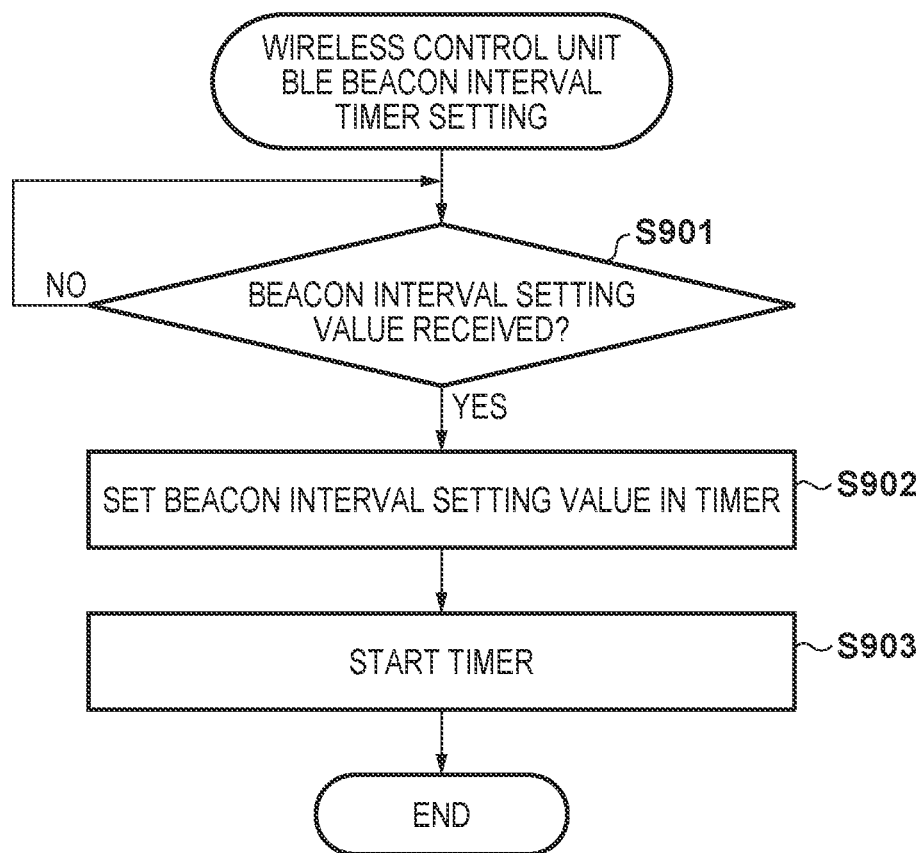 WIRELESS CONTROL UNIT
BLE BEACON INTERVAL
TIMER SETTING
S901
NO
BEACON INTERVAL SETTING
VALUE RECEIVED?
YES
SET BEACON INTERVAL SETTING VALUE IN TIMER
S902
START TIMER
S903
END